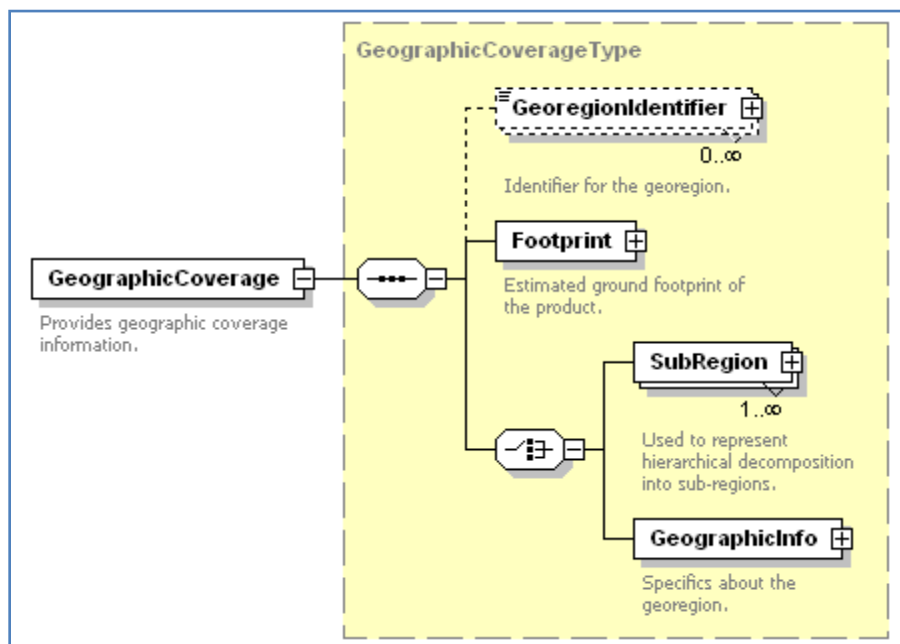 GeographicCoverageType
GeoregionIdentifier
0..∞
Identifier for the georegion.
Footprint
Estimated ground footprint of
the product.
GeographicCoverage
Provides geographic coverage
information.
SubRegion
1..∞
Used to represent
hierarchical decomposition
into sub-regions.
GeographicInfo
Specifics about the
georegion.